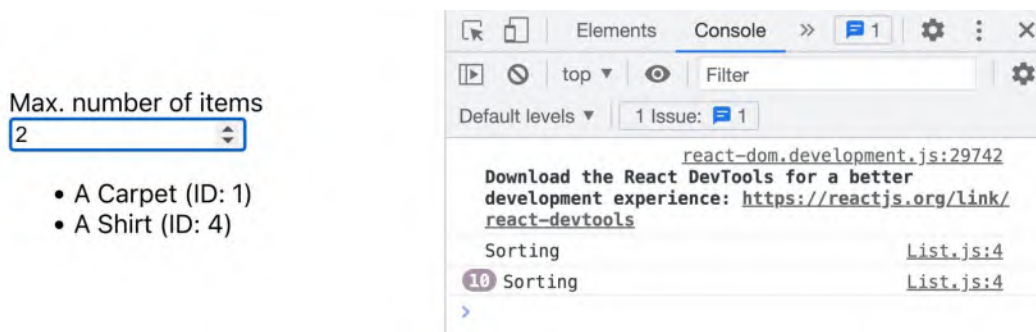 Max. number of items
2
• A Carpet (ID: 1)
• A Shirt (ID: 4)
Elements Console » 1
top ▼ Filter
Default levels ▼ 1 Issue: 1
react-dom.development.js:29742
Download the React DevTools for a better
development experience: https://reactjs.org/link/
react-devtools
Sorting List.js:4
10 Sorting List.js:4
>